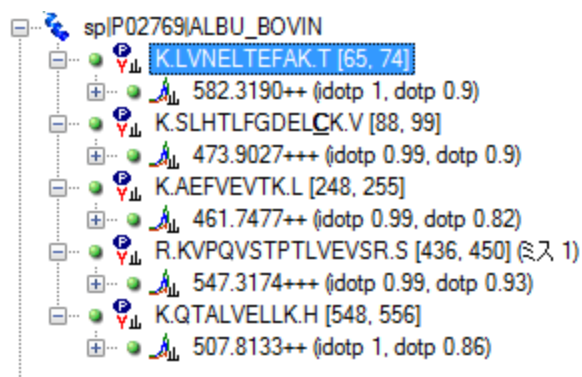 sp|P02769|ALBU_BOVIN
K.LVNELTEFAK.T [65, 74]
582.3190++ (idotp 1, dotp 0.9)
K.SLHTLFGDELCK.V [88, 99]
473.9027+++ (idotp 0.99, dotp 0.9)
K.AEFVEVTK.L [248, 255]
461.7477++ (idotp 0.99, dotp 0.82)
R.KVPQVSTPTLVEVSR.S [436, 450] (ミス 1)
547.3174+++ (idotp 0.99, dotp 0.93)
K.QTALVELLK.H [548, 556]
507.8133++ (idotp 1, dotp 0.86)